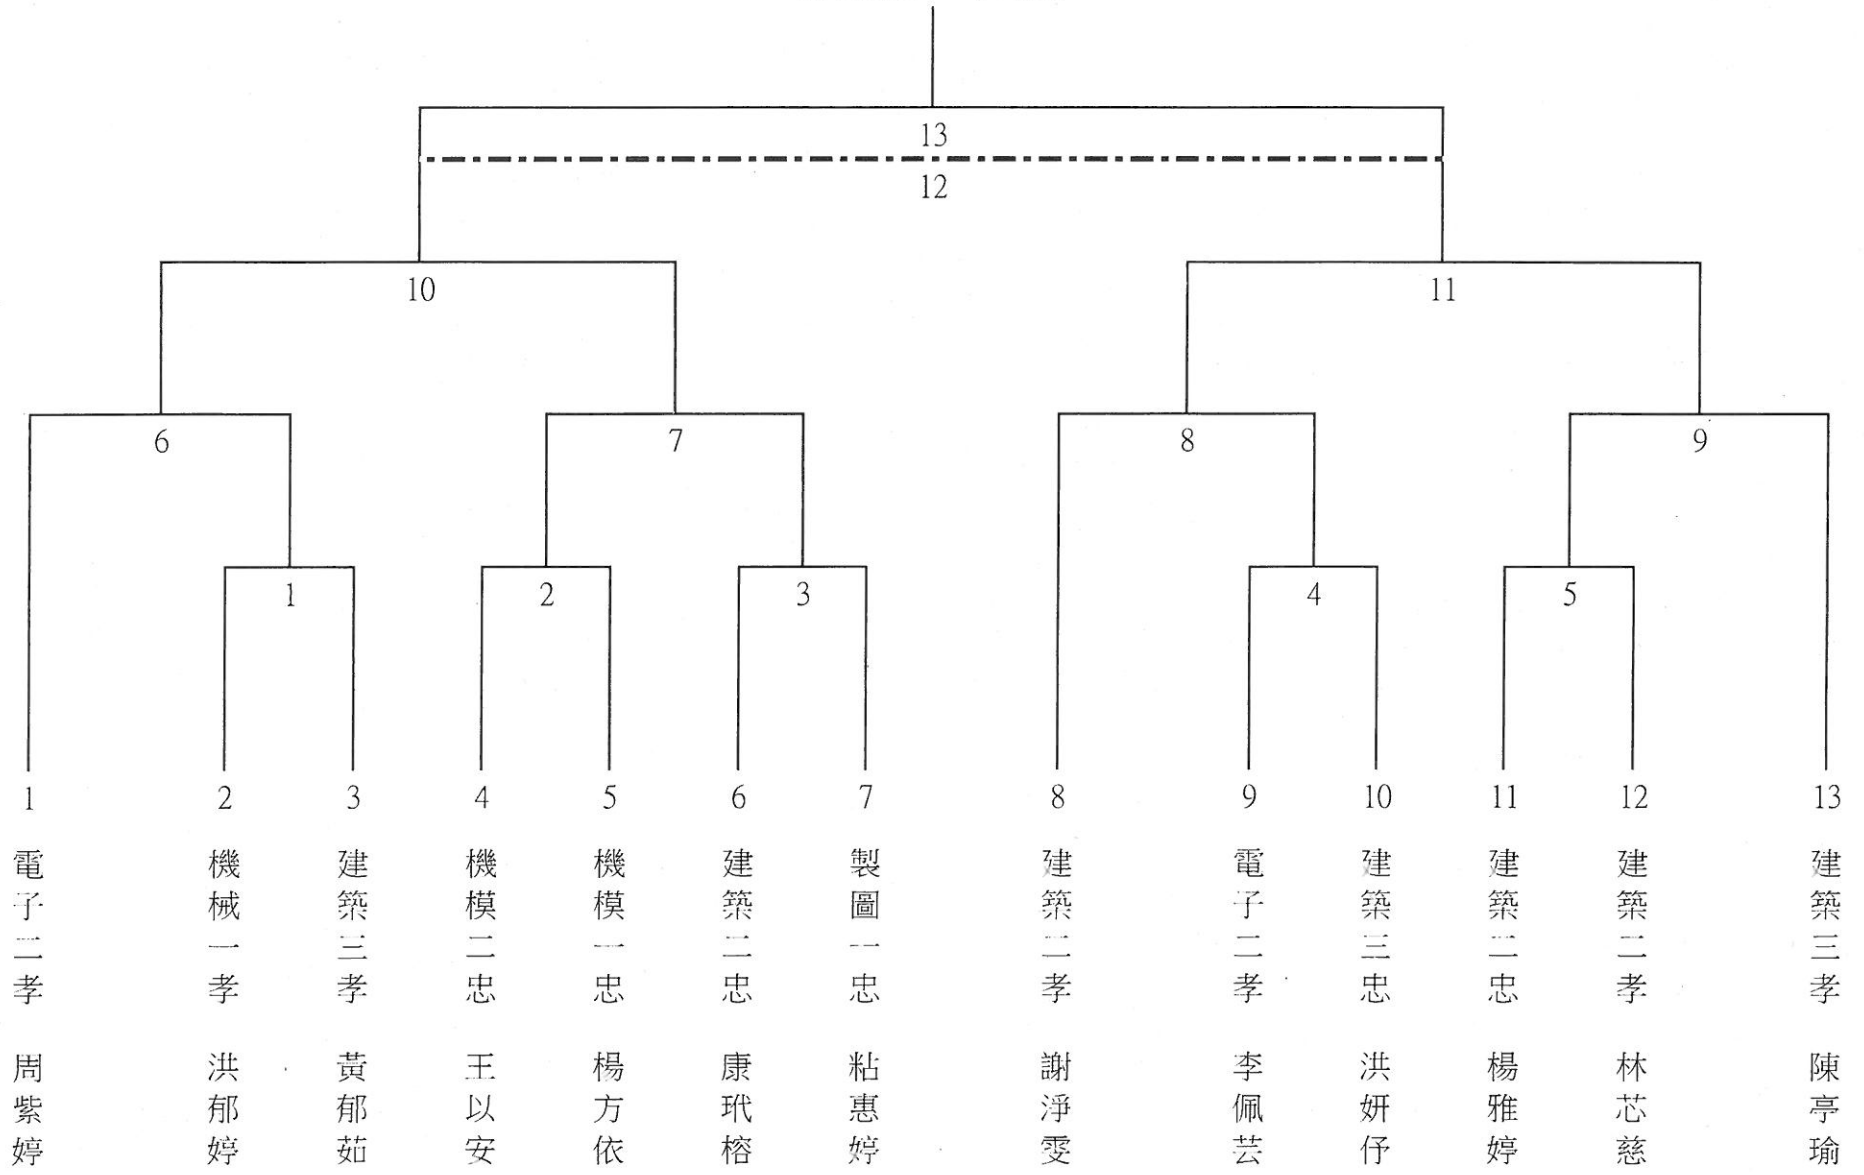 13
12
10
11
6
7
8
9
1
2
3
4
5
1
2
3
4
5
6
7
8
9
10
11
12
13
電子二孝 周紫婷
機械一孝 洪郁婷
建築三孝 黃郁茹
機模二忠 王以安
機模一忠 楊方依
建築二忠 康玳榕
製圖一忠 粘惠婷
建築二孝 謝淨雯
電子二孝 李佩芸
建築三忠 洪妍伃
建築二忠 楊雅婷
建築二孝 林芯慈
建築三孝 陳亭瑜